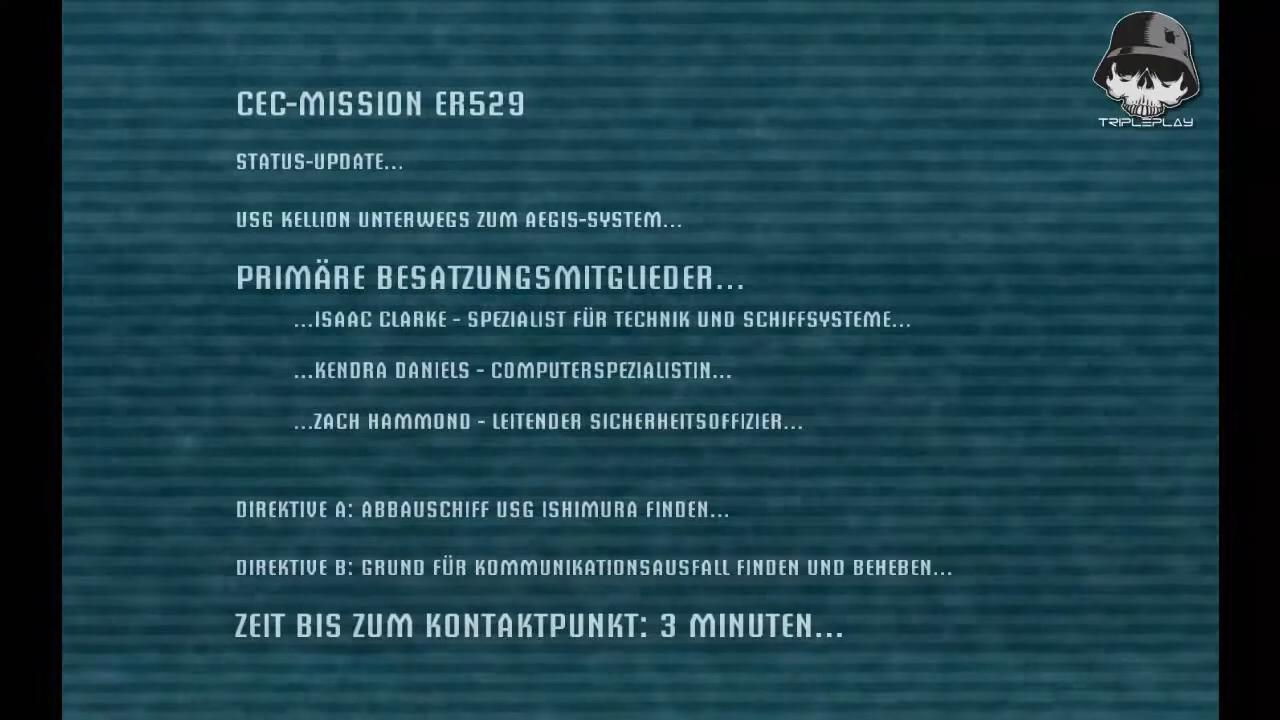 TRIPLEPLAY
CEC-MISSION ER529
STATUS-UPDATE...
USG KELLION UNTERWEGS ZUM AEGIS-SYSTEM...
PRIMÄRE BESATZUNGSMITGLIEDER...
...ISAAC CLARKE - SPEZIALIST FÜR TECHNIK UND SCHIFFSYSTEME...
...KENDRA DANIELS - COMPUTERSPEZIALISTIN...
...ZACH HAMMOND - LEITENDER SICHERHEITSOFFIZIER...
DIREKTIVE A: ABBAUSCHIFF USG ISHIMURA FINDEN...
DIREKTIVE B: GRUND FÜR KOMMUNIKATIONSAUSFALL FINDEN UND BEHEBEN...
ZEIT BIS ZUM KONTAKTPUNKT: 3 MINUTEN...